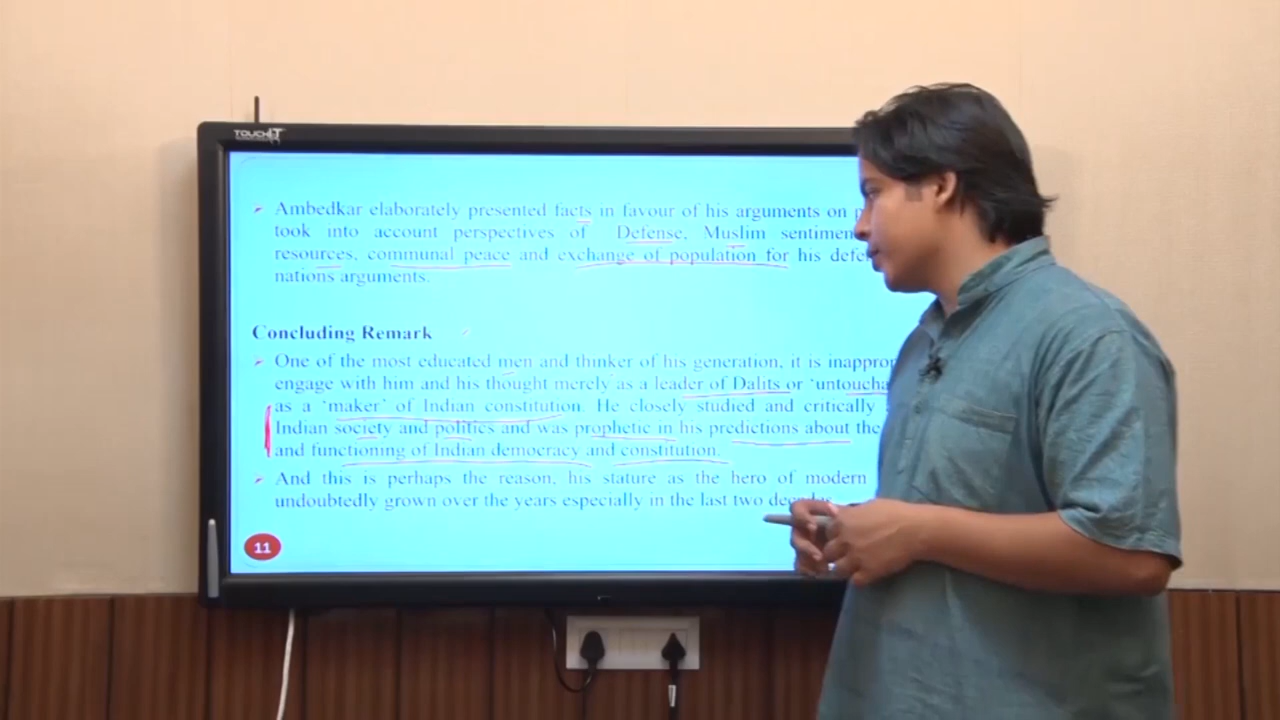 TOUCH IT
➢ Ambedkar elaborately presented facts in favour of his arguments on
took into account perspectives of Defense, Muslim
resources, communal peace and exchange of population for his
nations arguments.
Concluding Remark
➢ One of the most educated men and thinker of his generation, it is
engage with him and his thought merely as a leader of Dalits or
as a ‘maker’ of Indian constitution. He closely studied and critically
Indian society and politics and was prophetic in his predictions about the
and functioning of Indian democracy and constitution.
➢ And this is perhaps the reason, his stature as the hero of modern
undoubtedly grown over the years especially in the last two decades.
11